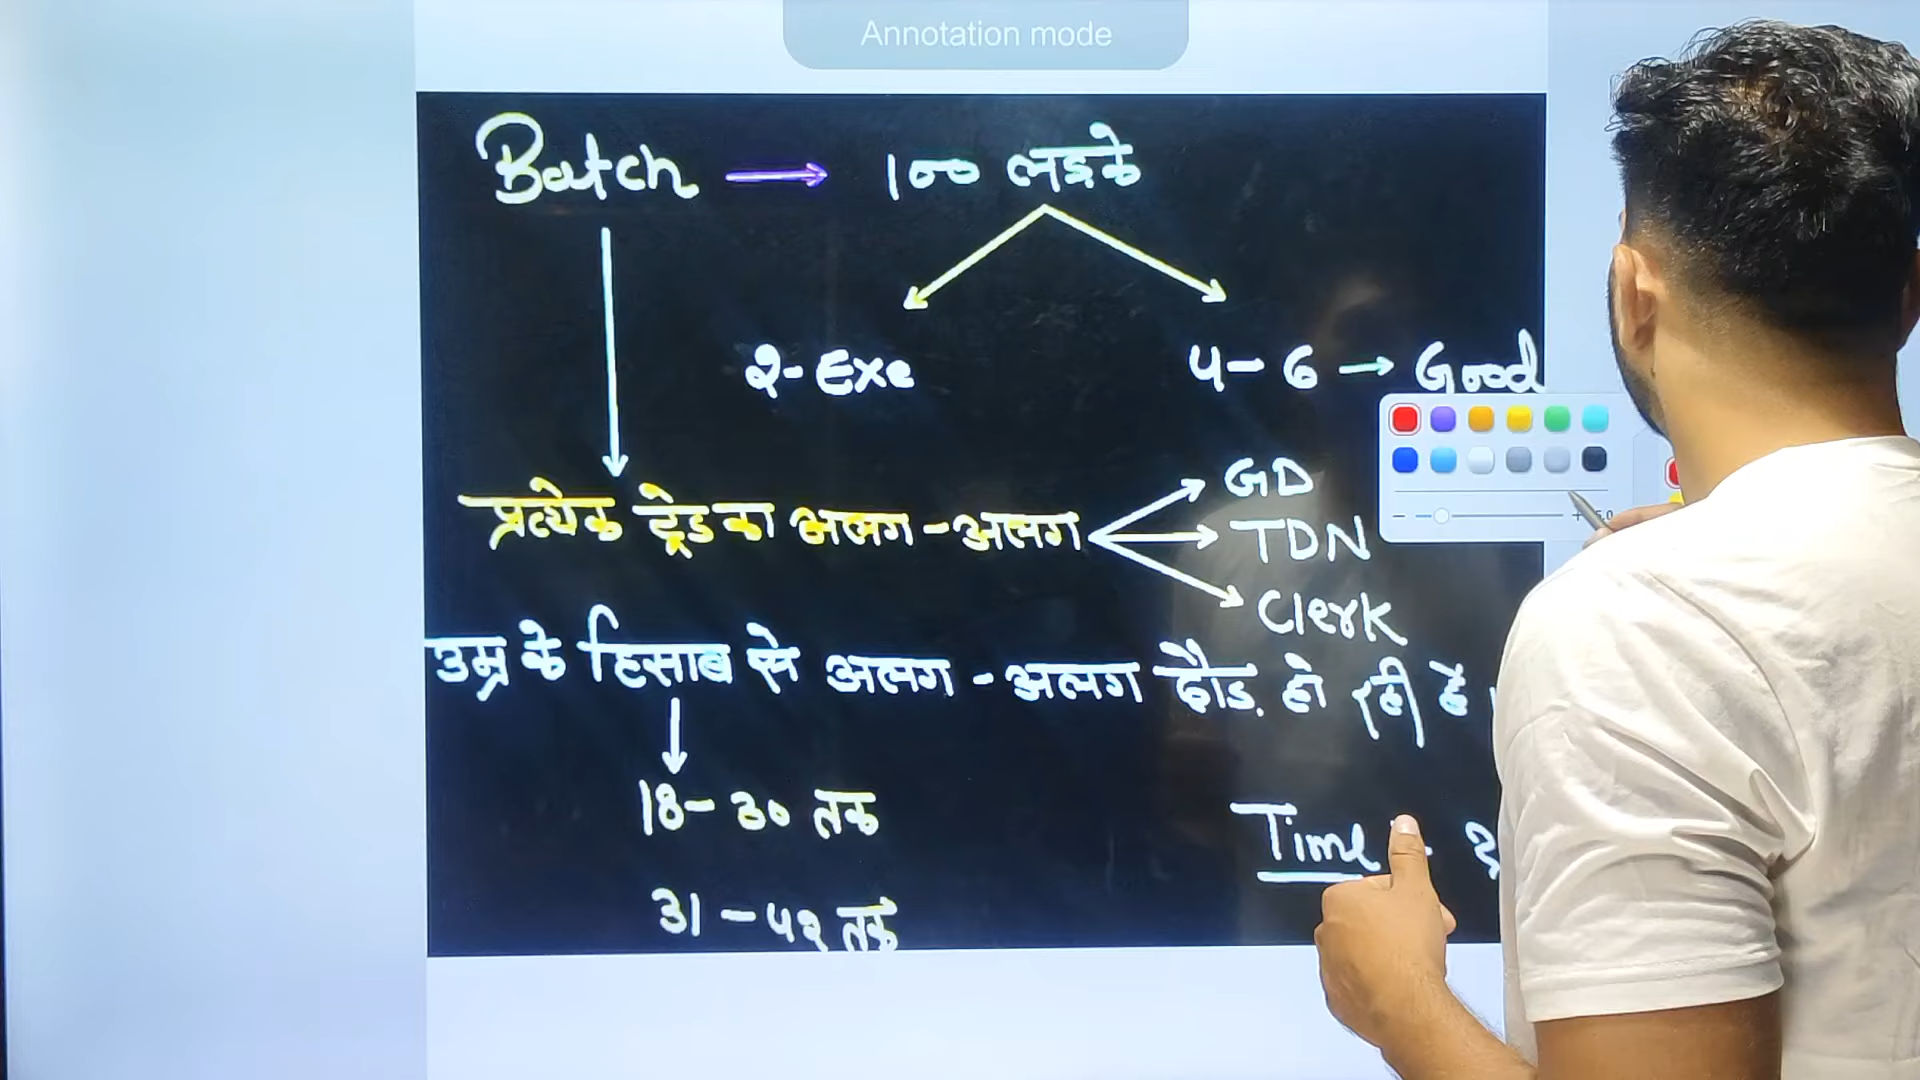 Annotation mode
Batch → 100 लड़के
2- Exe 4-6 → Good
प्रत्येक ट्रेड का अलग-अलग
GD
TDN
Clerk
उम्र के हिसाब से अलग-अलग दौड़ हो रही है।
18-30 तक
Time -
31-42 तक